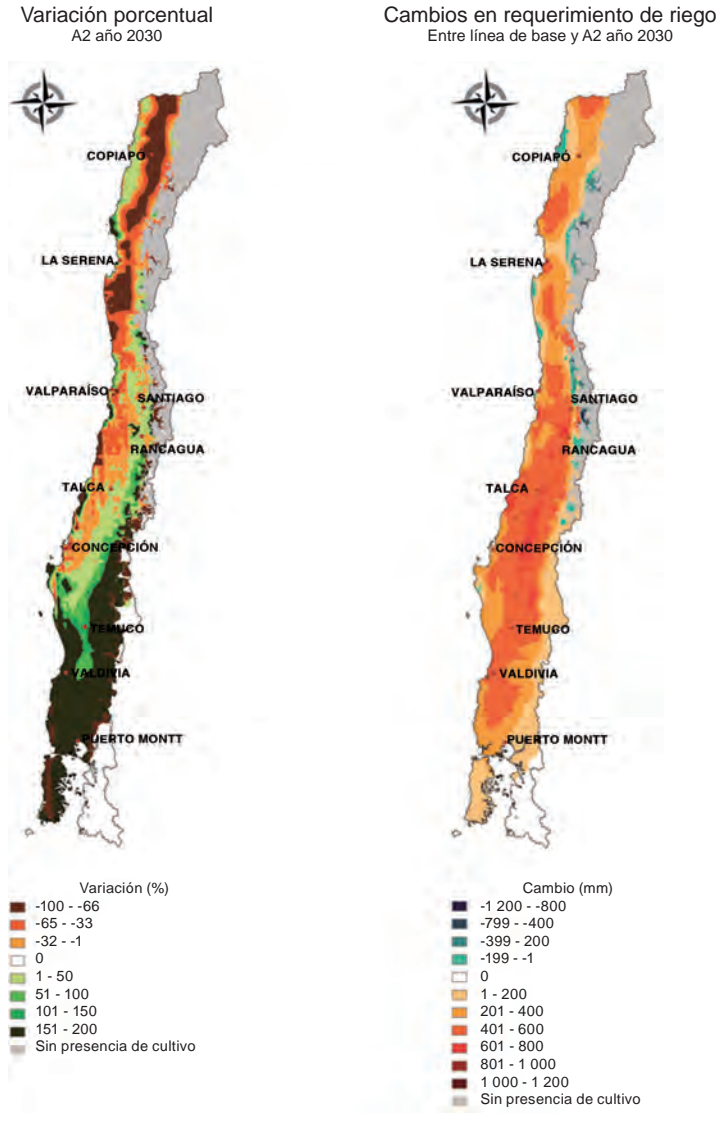 Variación porcentual
A2 año 2030
COPIAPÓ
LA SERENA
VALPARAÍSO
SANTIAGO
RANCAGUA
TALCA
CONCEPCIÓN
TEMUCO
VALDIVIA
PUERTO MONTT
Variación (%)
-100 - -66
-65 - -33
-32 - -1
0
1 - 50
51 - 100
101 - 150
151 - 200
Sin presencia de cultivo
Cambios en requerimiento de riego
Entre línea de base y A2 año 2030
COPIAPÓ
LA SERENA
VALPARAÍSO
SANTIAGO
RANCAGUA
TALCA
CONCEPCIÓN
TEMUCO
VALDIVIA
PUERTO MONTT
Cambio (mm)
-1 200 - -800
-799 - -400
-399 - 200
-199 - -1
0
1 - 200
201 - 400
401 - 600
601 - 800
801 - 1 000
1 000 - 1 200
Sin presencia de cultivo